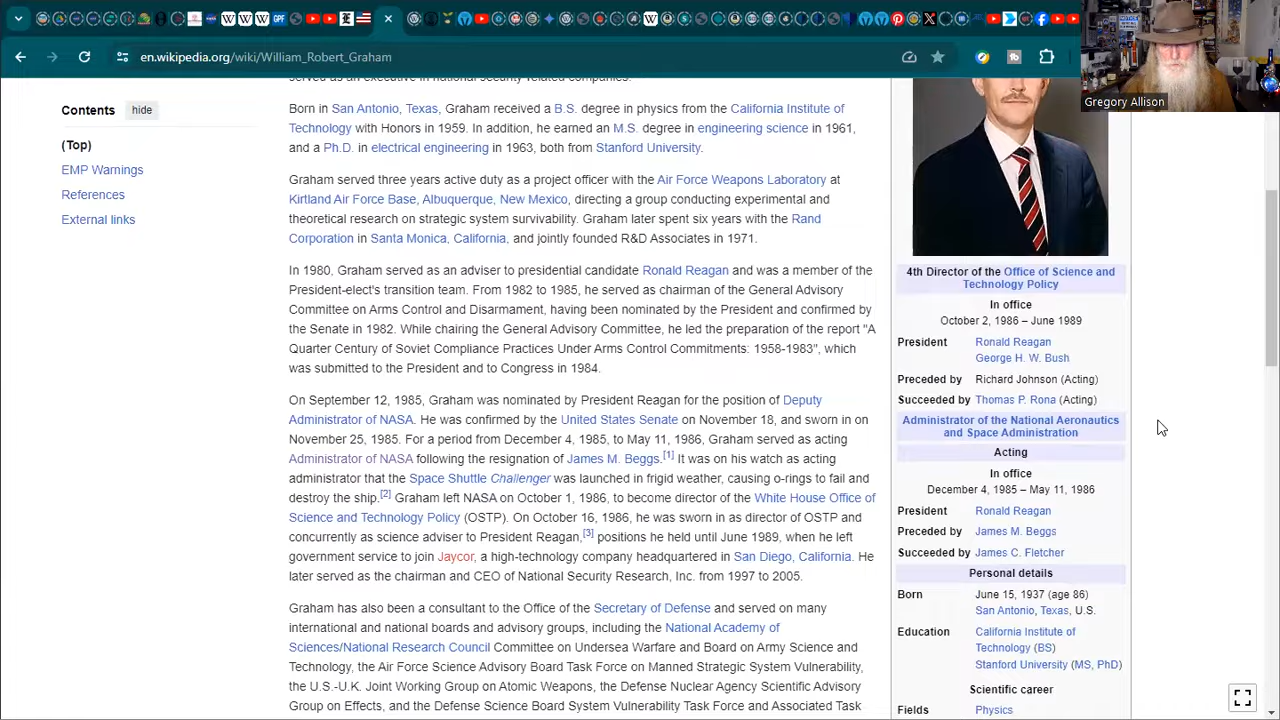 L
W
W
W
GPF
W
X
en.wikipedia.org/wiki/William_Robert_Graham
Gregory Allison
Contents hide
(Top)
EMP Warnings
References
External links
served as an executive in national security related companies.
Born in San Antonio, Texas, Graham received a B.S. degree in physics from the California Institute of
Technology with Honors in 1959. In addition, he earned an M.S. degree in engineering science in 1961,
and a Ph.D. in electrical engineering in 1963, both from Stanford University.
Graham served three years active duty as a project officer with the Air Force Weapons Laboratory at
Kirtland Air Force Base, Albuquerque, New Mexico, directing a group conducting experimental and
theoretical research on strategic system survivability. Graham later spent six years with the Rand
Corporation in Santa Monica, California, and jointly founded R&D Associates in 1971.
In 1980, Graham served as an adviser to presidential candidate Ronald Reagan and was a member of the
President-elect's transition team. From 1982 to 1985, he served as chairman of the General Advisory
Committee on Arms Control and Disarmament, having been nominated by the President and confirmed by
the Senate in 1982. While chairing the General Advisory Committee, he led the preparation of the report "A
Quarter Century of Soviet Compliance Practices Under Arms Control Commitments: 1958-1983", which
was submitted to the President and to Congress in 1984.
On September 12, 1985, Graham was nominated by President Reagan for the position of Deputy
Administrator of NASA. He was confirmed by the United States Senate on November 18, and sworn in on
November 25, 1985. For a period from December 4, 1985, to May 11, 1986, Graham served as acting
Administrator of NASA following the resignation of James M. Beggs.[1] It was on his watch as acting
administrator that the Space Shuttle Challenger was launched in frigid weather, causing o-rings to fail and
destroy the ship.[2] Graham left NASA on October 1, 1986, to become director of the White House Office of
Science and Technology Policy (OSTP). On October 16, 1986, he was sworn in as director of OSTP and
concurrently as science adviser to President Reagan,[3] positions he held until June 1989, when he left
government service to join Jaycor, a high-technology company headquartered in San Diego, California. He
later served as the chairman and CEO of National Security Research, Inc. from 1997 to 2005.
Graham has also been a consultant to the Office of the Secretary of Defense and served on many
international and national boards and advisory groups, including the National Academy of
Sciences/National Research Council Committee on Undersea Warfare and Board on Army Science and
Technology, the Air Force Science Advisory Board Task Force on Manned Strategic System Vulnerability,
the U.S.-U.K. Joint Working Group on Atomic Weapons, the Defense Nuclear Agency Scientific Advisory
Group on Effects, and the Defense Science Board System Vulnerability Task Force and Associated Task
4th Director of the Office of Science and
Technology Policy
In office
October 2, 1986 – June 1989
President Ronald Reagan
George H. W. Bush
Preceded by Richard Johnson (Acting)
Succeeded by Thomas P. Rona (Acting)
Administrator of the National Aeronautics
and Space Administration
Acting
In office
December 4, 1985 – May 11, 1986
President Ronald Reagan
Preceded by James M. Beggs
Succeeded by James C. Fletcher
Personal details
Born June 15, 1937 (age 86)
San Antonio, Texas, U.S.
Education California Institute of
Technology (BS)
Stanford University (MS, PhD)
Scientific career
Fields Physics